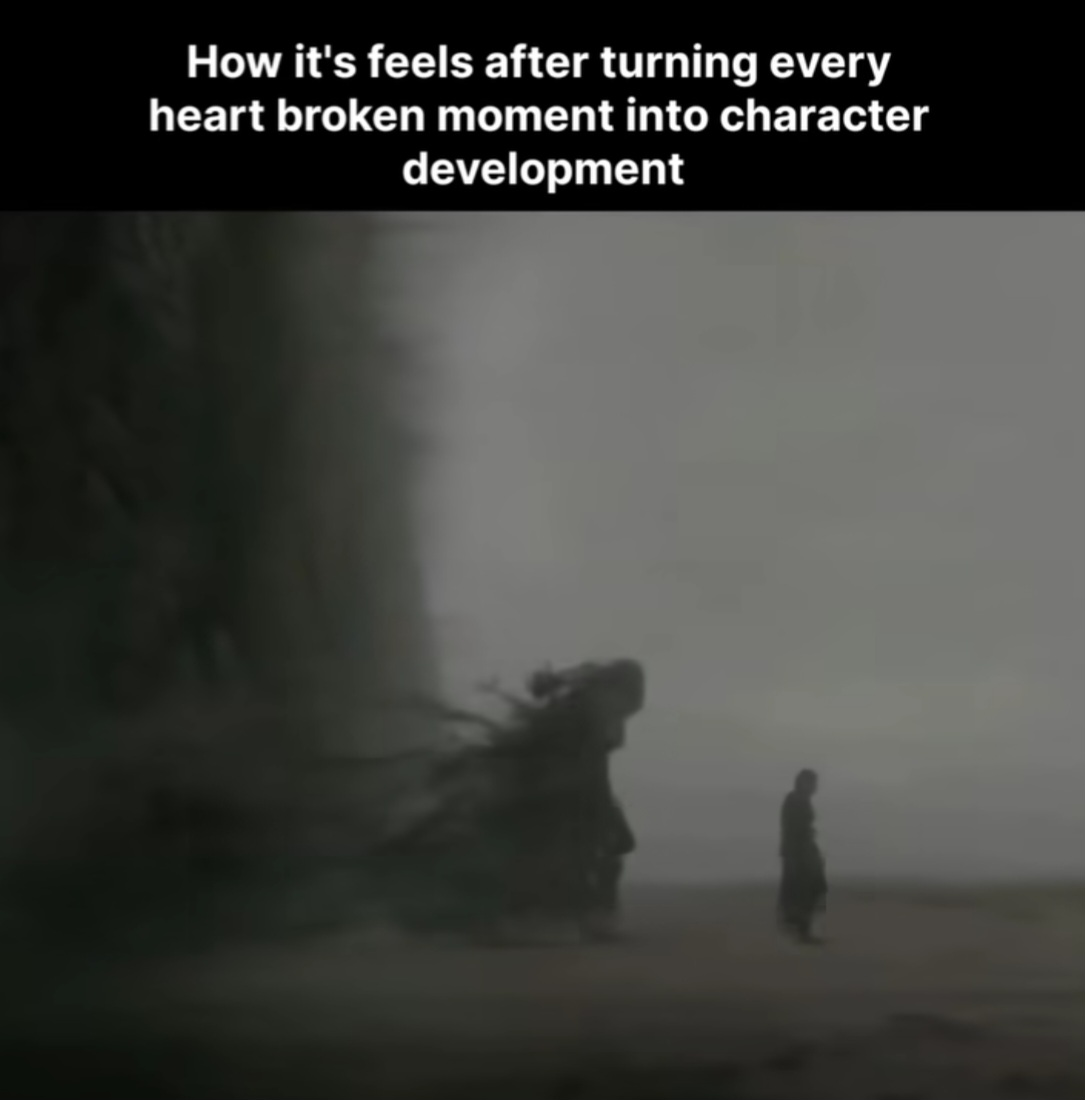 How it's feels after turning every
heart broken moment into character
development